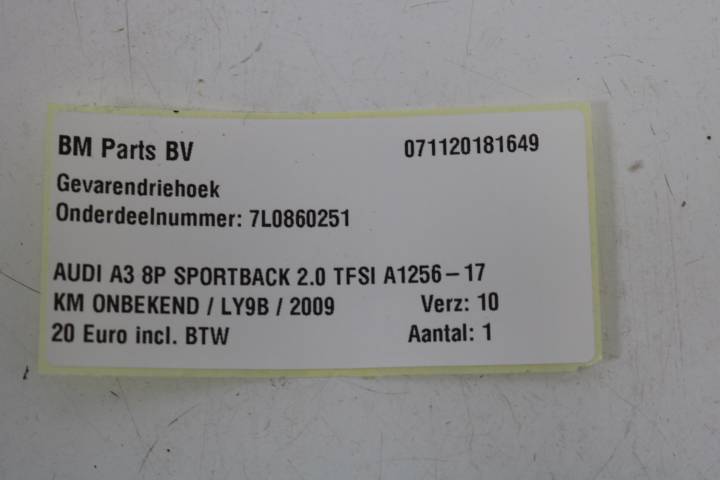 BM Parts BV 071120181649
Gevarendriehoek
Onderdeelnummer: 7L0860251
AUDI A3 8P SPORTBACK 2.0 TFSI A1256-17
KM ONBEKEND / LY9B / 2009 Verz: 10
20 Euro incl. BTW Aantal: 1